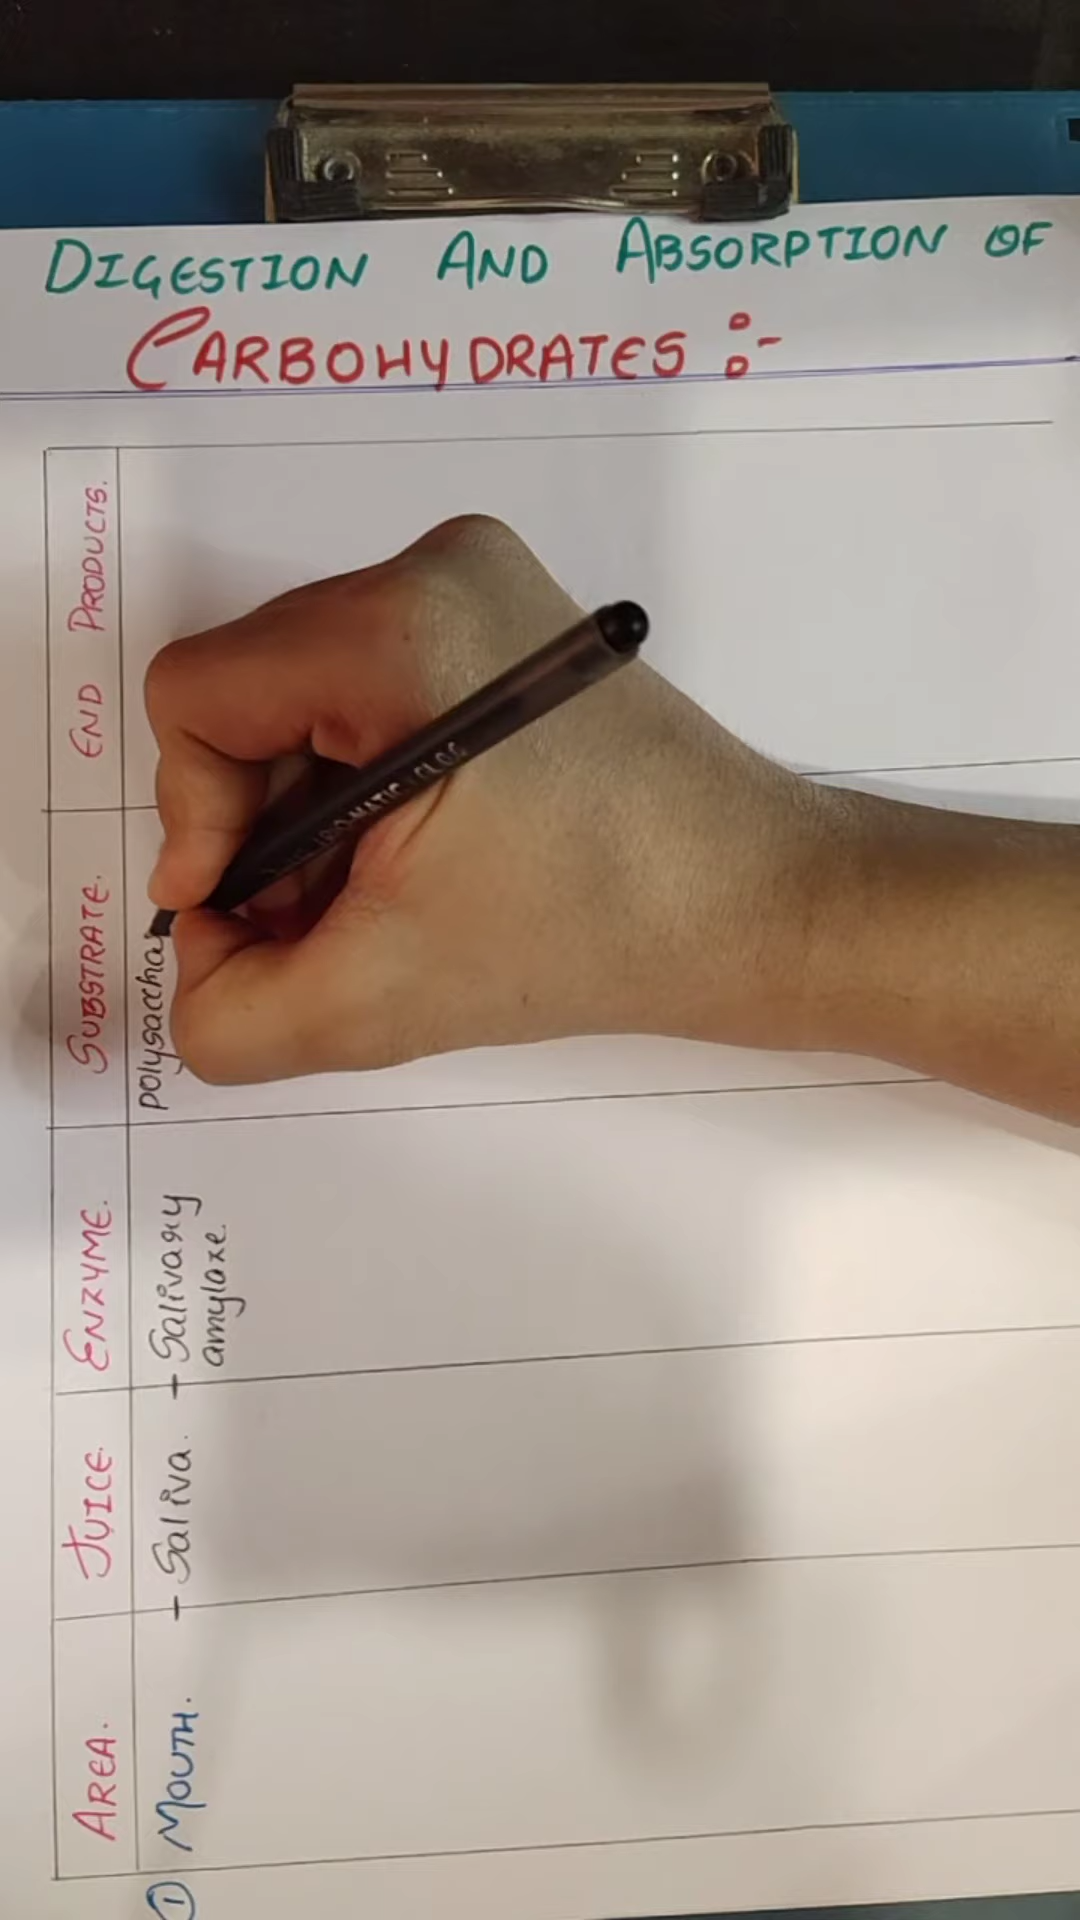 DIGESTION AND ABSORPTION OF
CARBOHYDRATES :-
AREA. JUICE. ENZYME. SUBSTRATE. END PRODUCTS.
① MOUTH. - Saliva. - Salivary polysaccha
amylase.